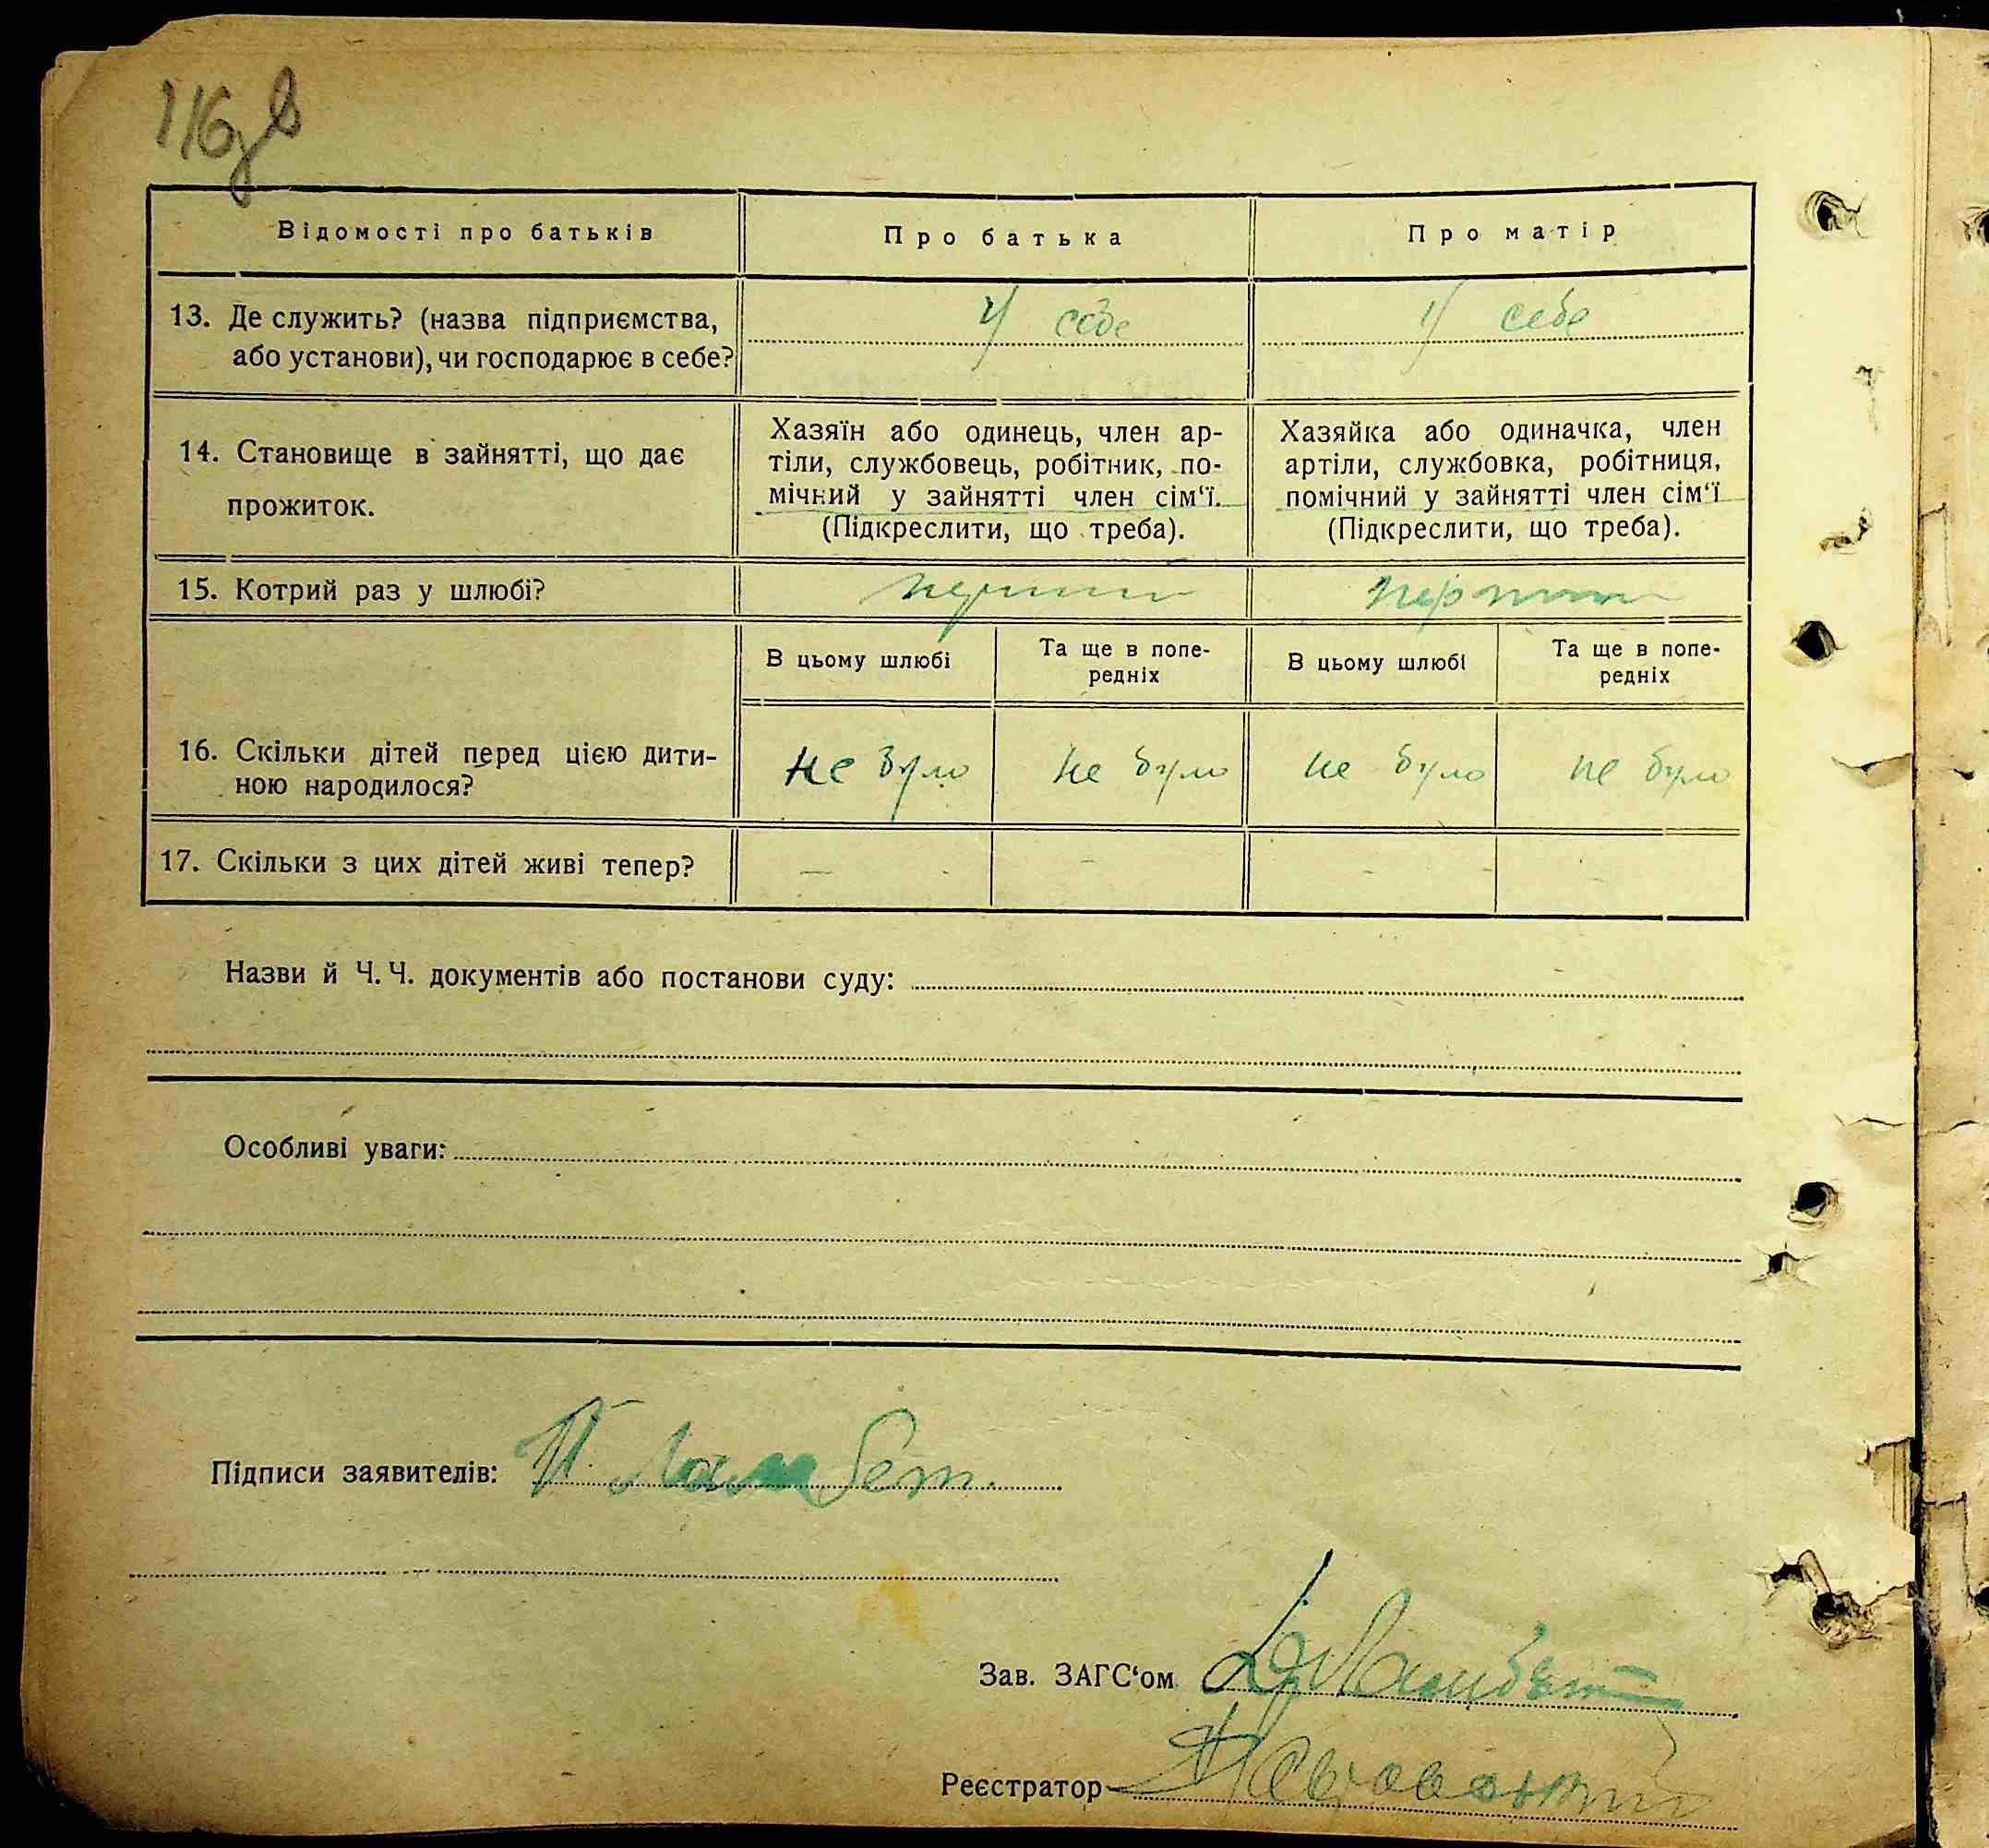 116
Відомості про батьків
Про батька
Про матір
13. Де служить? (назва підприємства,
або установи), чи господарює в себе?
у себе
у себе
14. Становище в зайнятті, що дає
прожиток.
Хазяїн або одинець, член ар-
тіли, службовець, робітник, по-
мічний у зайнятті член сім‘ї.
(Підкреслити, що треба).
Хазяйка або одиначка, член
артіли, службовка, робітниця,
помічний у зайнятті член сім‘ї
(Підкреслити, що треба).
15. Котрий раз у шлюбі?
16. Скільки дітей перед цією дити-
ною народилося?
В цьому шлюбі
Та ще в попе-
редніх
В цьому шлюбі
Та ще в попе-
редніх
не було
не було
не було
не було
17. Скільки з цих дітей живі тепер?
— - - -
Назви й Ч. Ч. документів або постанови суду:
Особливі уваги:
Підписи заявителів: П. Ламбет.
Зав. ЗАГС‘ом
Реєстратор